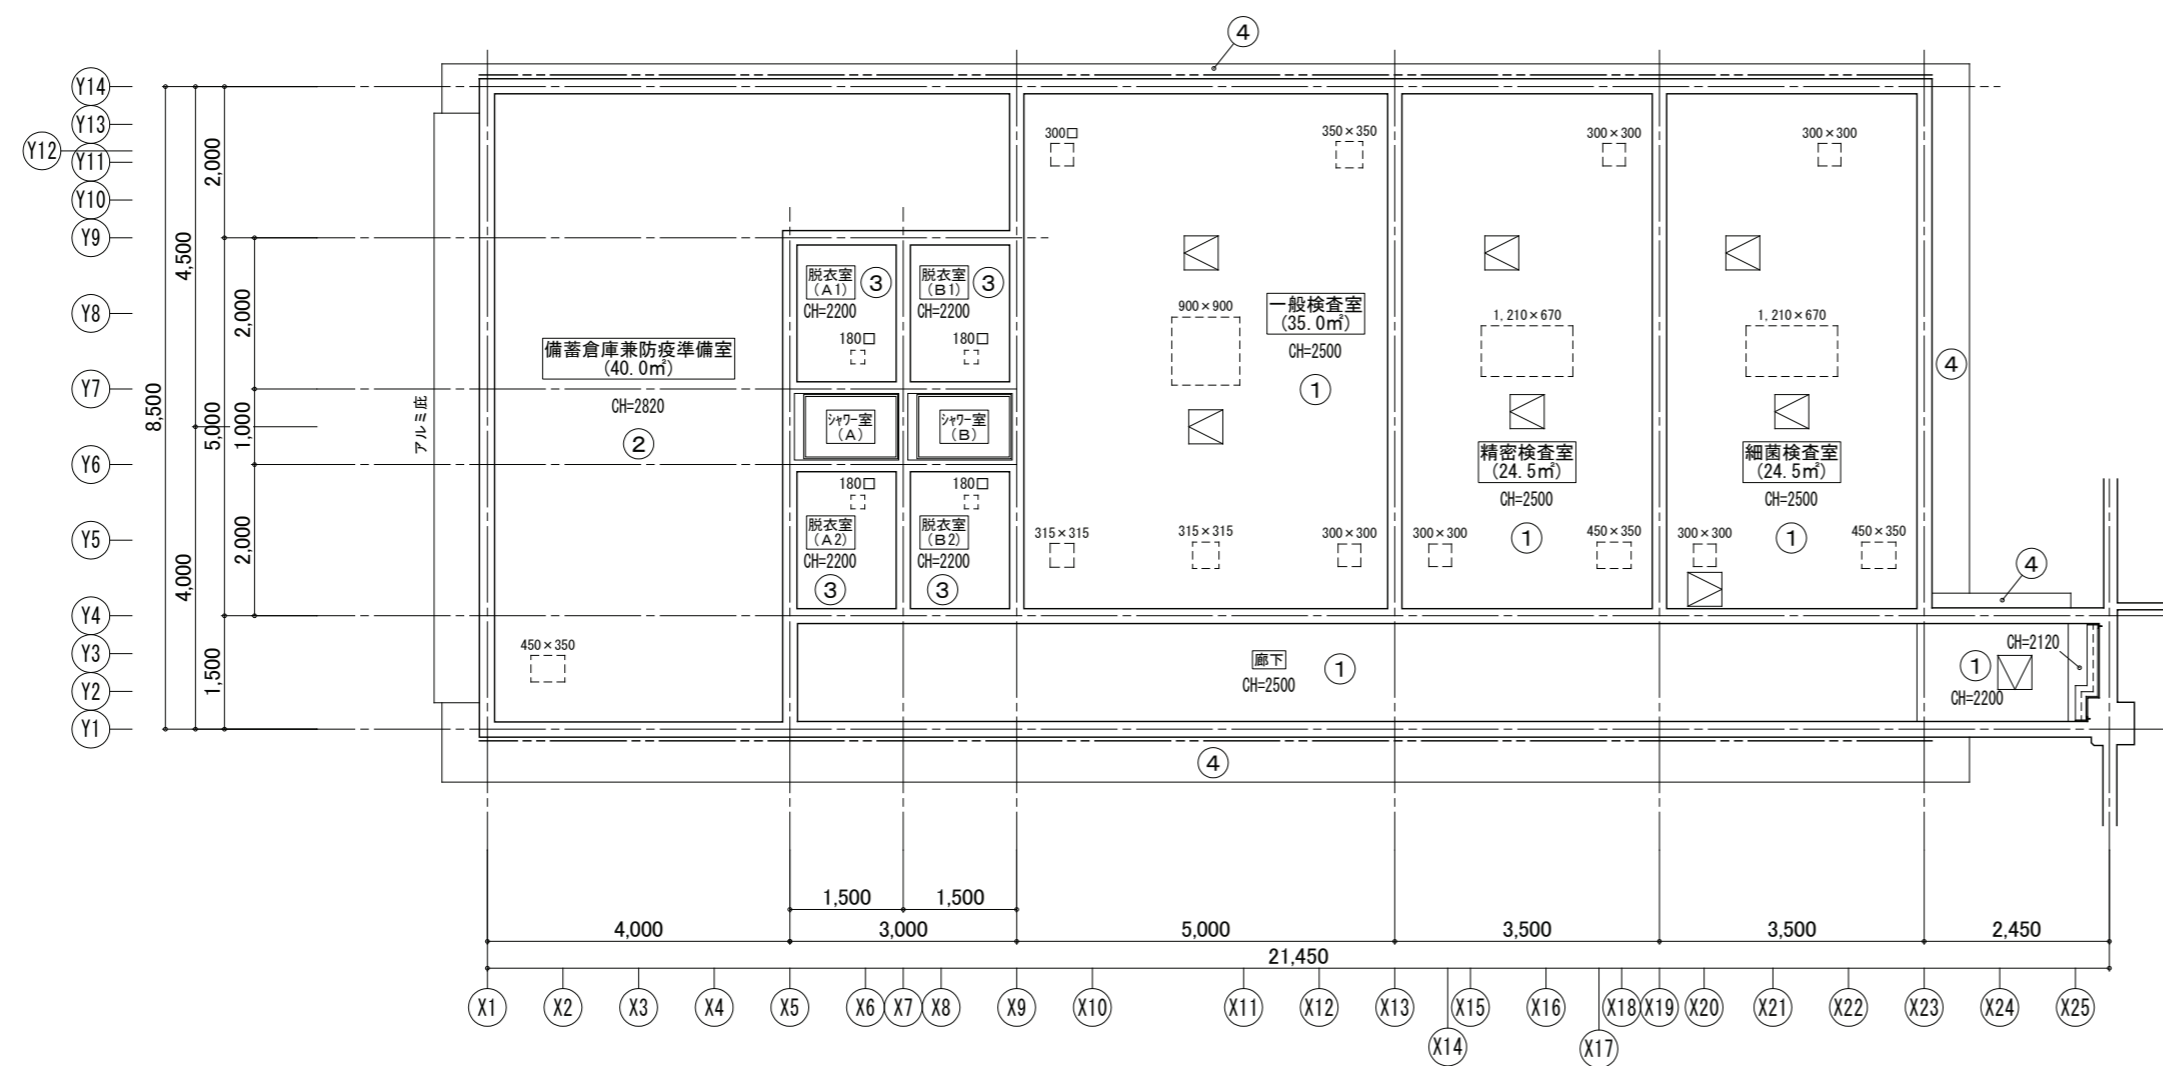 ④
Y14
Y13
Y12
Y11
Y10
Y9
Y8
Y7
Y6
Y5
Y4
Y3
Y2
Y1
8,500
4,500
4,000
2,000
5,000
1,500
2,000
1,000
2,000
アルミ庇
備蓄倉庫兼防疫準備室
(40.0㎡)
CH=2820
②
450×350
脱衣室
(A1)
③
CH=2200
180□
脱衣室
(B1)
③
CH=2200
180□
シャワー室
(A)
シャワー室
(B)
180□
脱衣室
(A2)
CH=2200
③
180□
脱衣室
(B2)
CH=2200
③
300□
350×350
900×900
一般検査室
(35.0㎡)
CH=2500
①
315×315
315×315
300×300
300×300
1,210×670
精密検査室
(24.5㎡)
CH=2500
①
300×300
450×350
300×300
1,210×670
細菌検査室
(24.5㎡)
CH=2500
①
300×300
450×350
④
④
廊下
CH=2500
①
CH=2120
①
CH=2200
④
1,500
1,500
4,000
3,000
5,000
3,500
3,500
2,450
21,450
X1
X2
X3
X4
X5
X6
X7
X8
X9
X10
X11
X12
X13
X14
X15
X16
X17
X18
X19
X20
X21
X22
X23
X24
X25